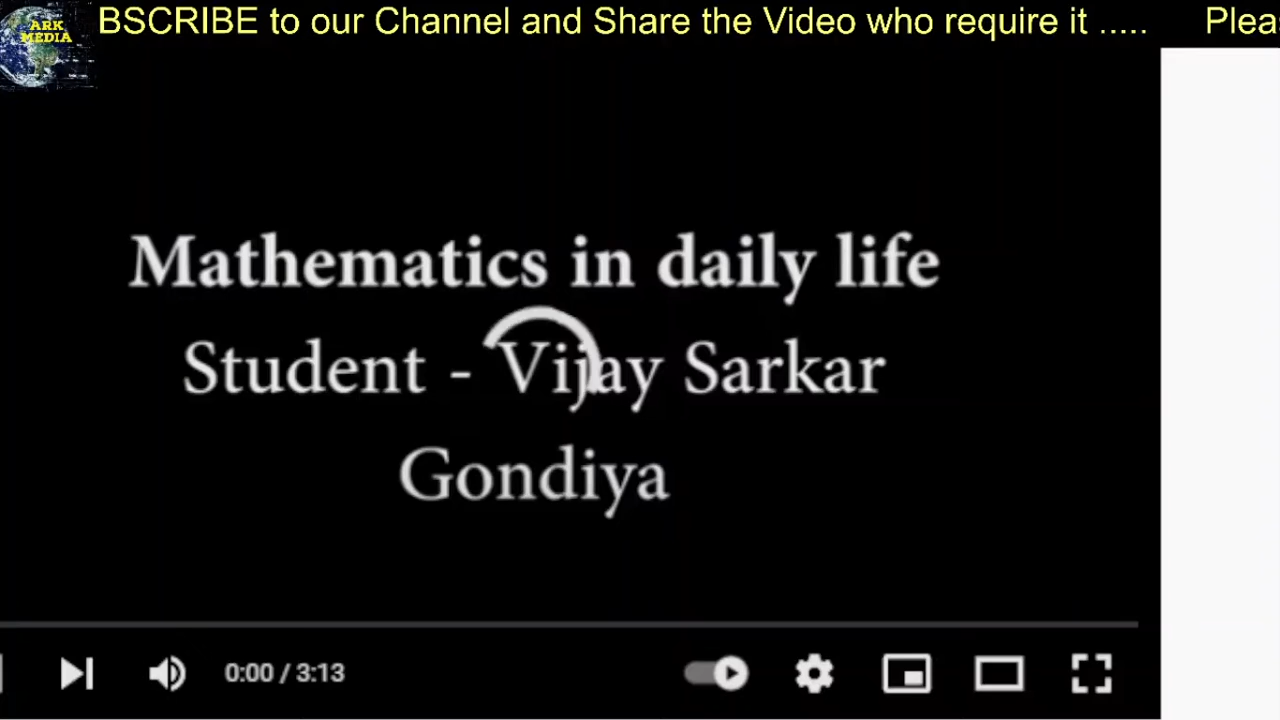 ARK
MEDIA
BSCRIBE to our Channel and Share the Video who require it ..... Pleas
Mathematics in daily life
Student - Vijay Sarkar
Gondiya
0:00 / 3:13